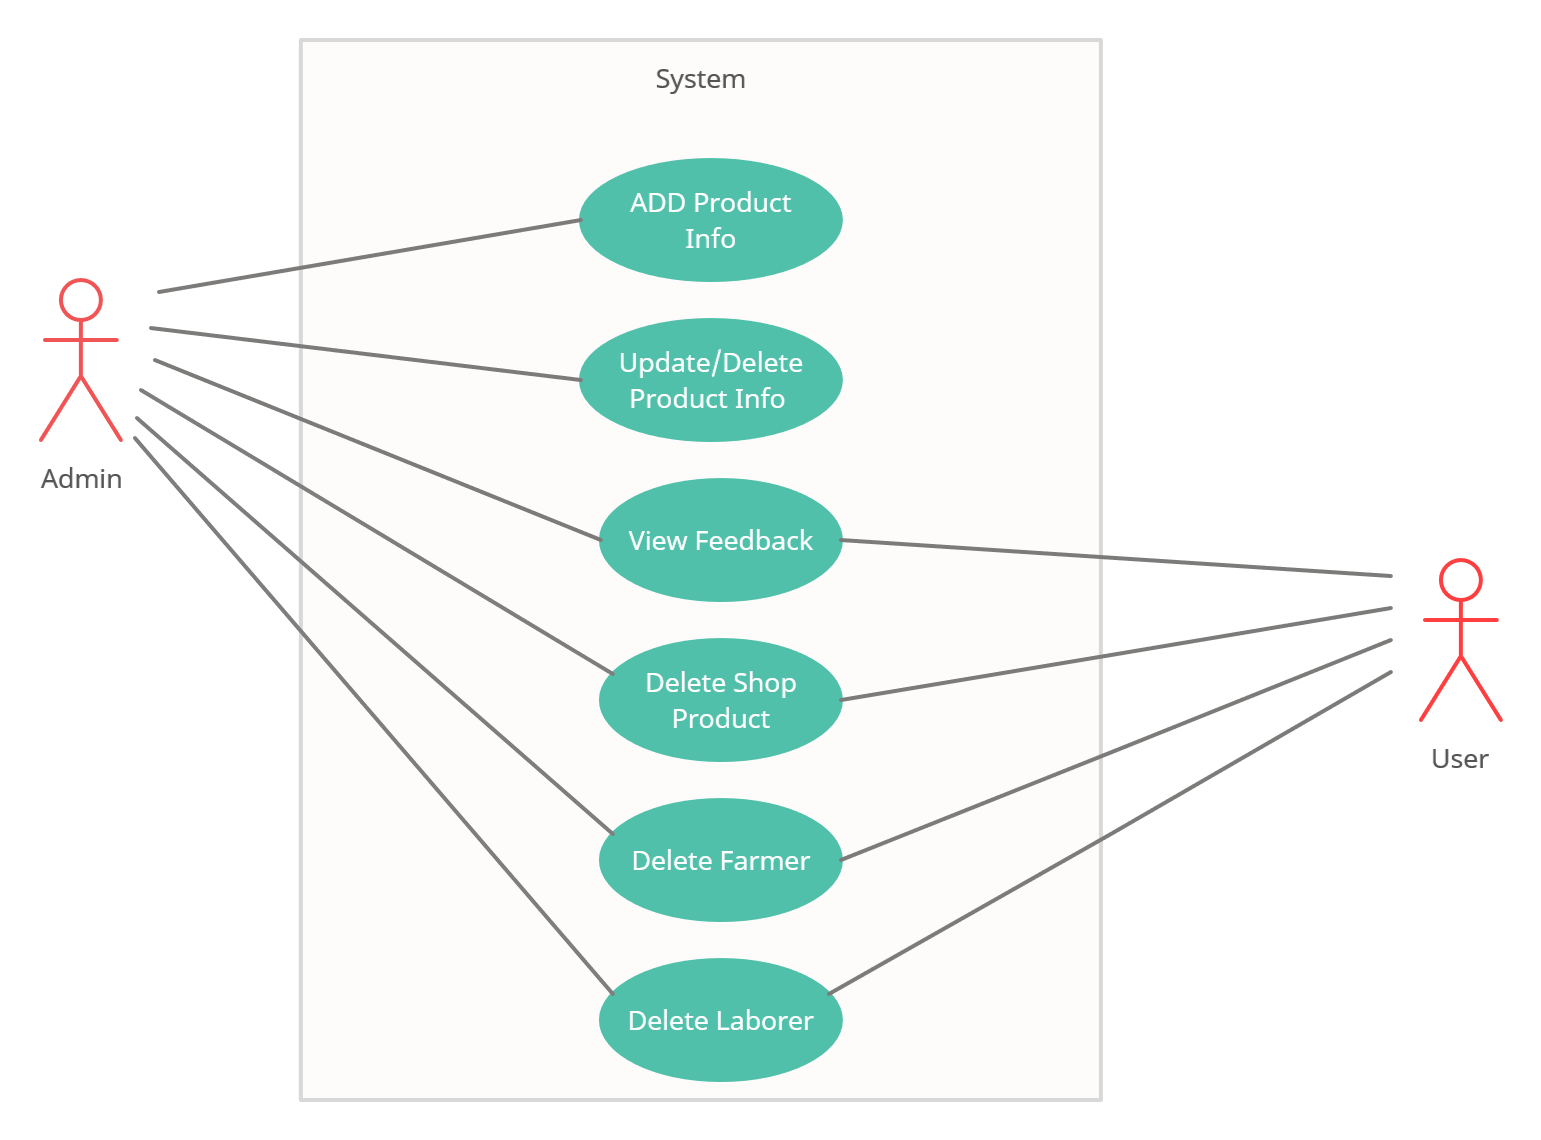 System
ADD Product
Info
Update/Delete
Product Info
Admin
View Feedback
Delete Shop
Product
User
Delete Farmer
Delete Laborer